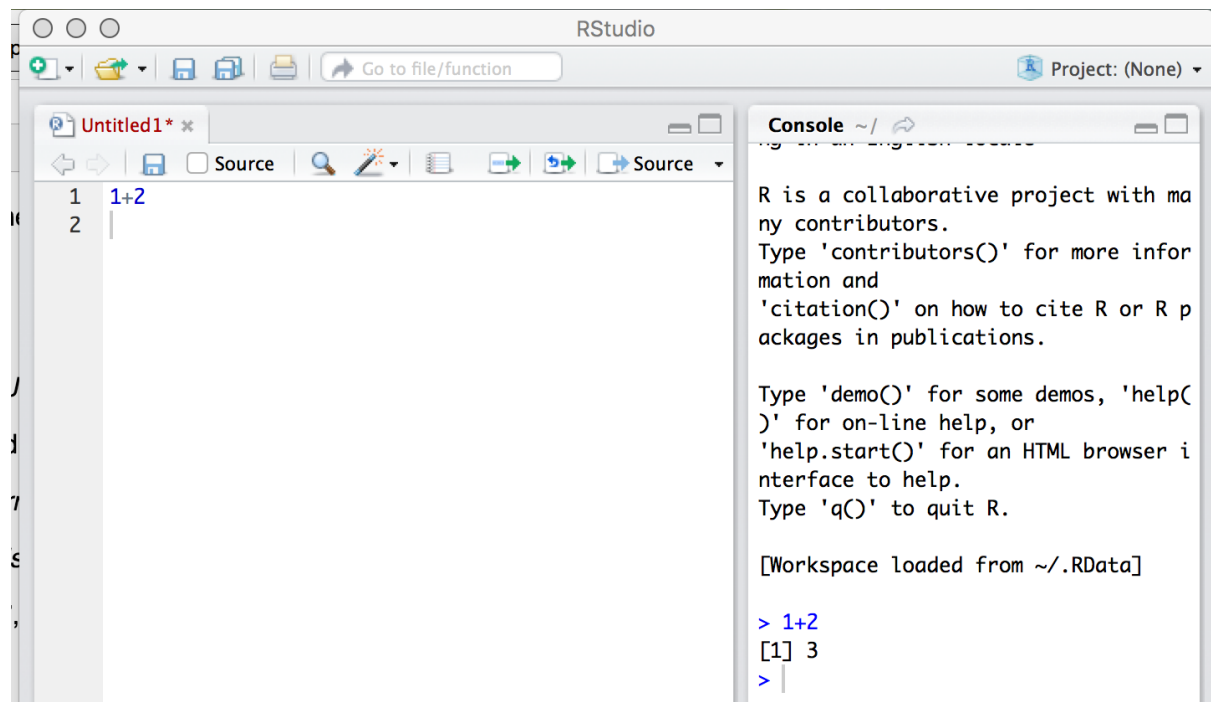 RStudio
Go to file/function
Project: (None)
Untitled1*
Source
Source
1 1+2
2
Console ~/
R is a collaborative project with ma
ny contributors.
Type 'contributors()' for more infor
mation and
'citation()' on how to cite R or R p
ackages in publications.
Type 'demo()' for some demos, 'help(
)' for on-line help, or
'help.start()' for an HTML browser i
nterface to help.
Type 'q()' to quit R.
[Workspace loaded from ~/.RData]
> 1+2
[1] 3
>